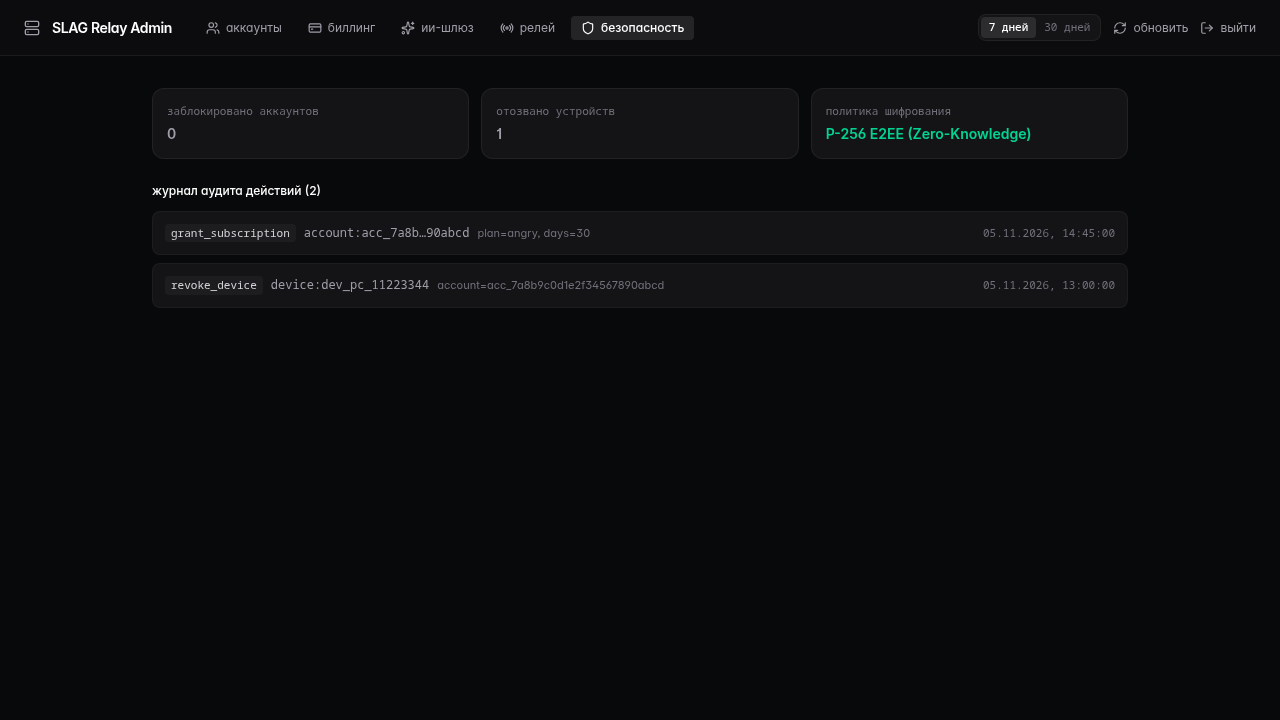 SLAG Relay Admin аккаунты биллинг ии-шлюз релей безопасность 7 дней 30 дней обновить выйти
заблокировано аккаунтов
0
отозвано устройств
1
политика шифрования
P-256 E2EE (Zero-Knowledge)
журнал аудита действий (2)
grant_subscription account:acc_7a8b…90abcd plan=angry, days=30 05.11.2026, 14:45:00
revoke_device device:dev_pc_11223344 account=acc_7a8b9c0d1e2f34567890abcd 05.11.2026, 13:00:00